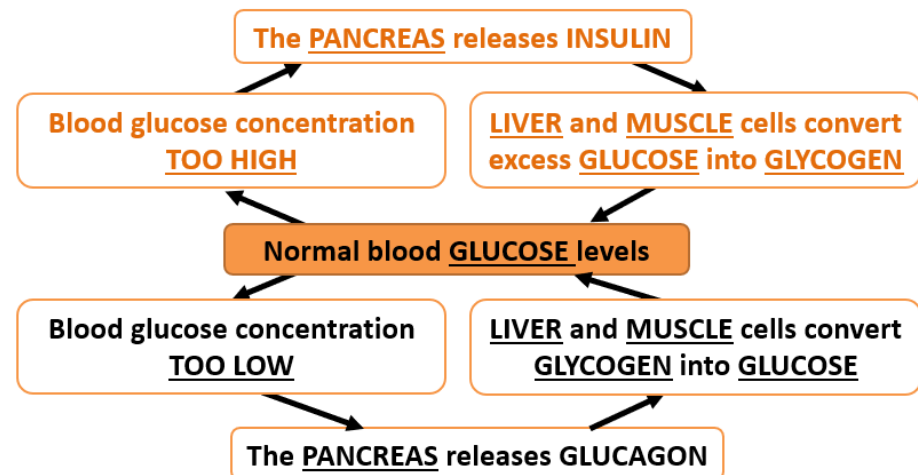 The PANCREAS releases INSULIN
Blood glucose concentration
TOO HIGH
LIVER and MUSCLE cells convert
excess GLUCOSE into GLYCOGEN
Normal blood GLUCOSE levels
Blood glucose concentration
TOO LOW
LIVER and MUSCLE cells convert
GLYCOGEN into GLUCOSE
The PANCREAS releases GLUCAGON